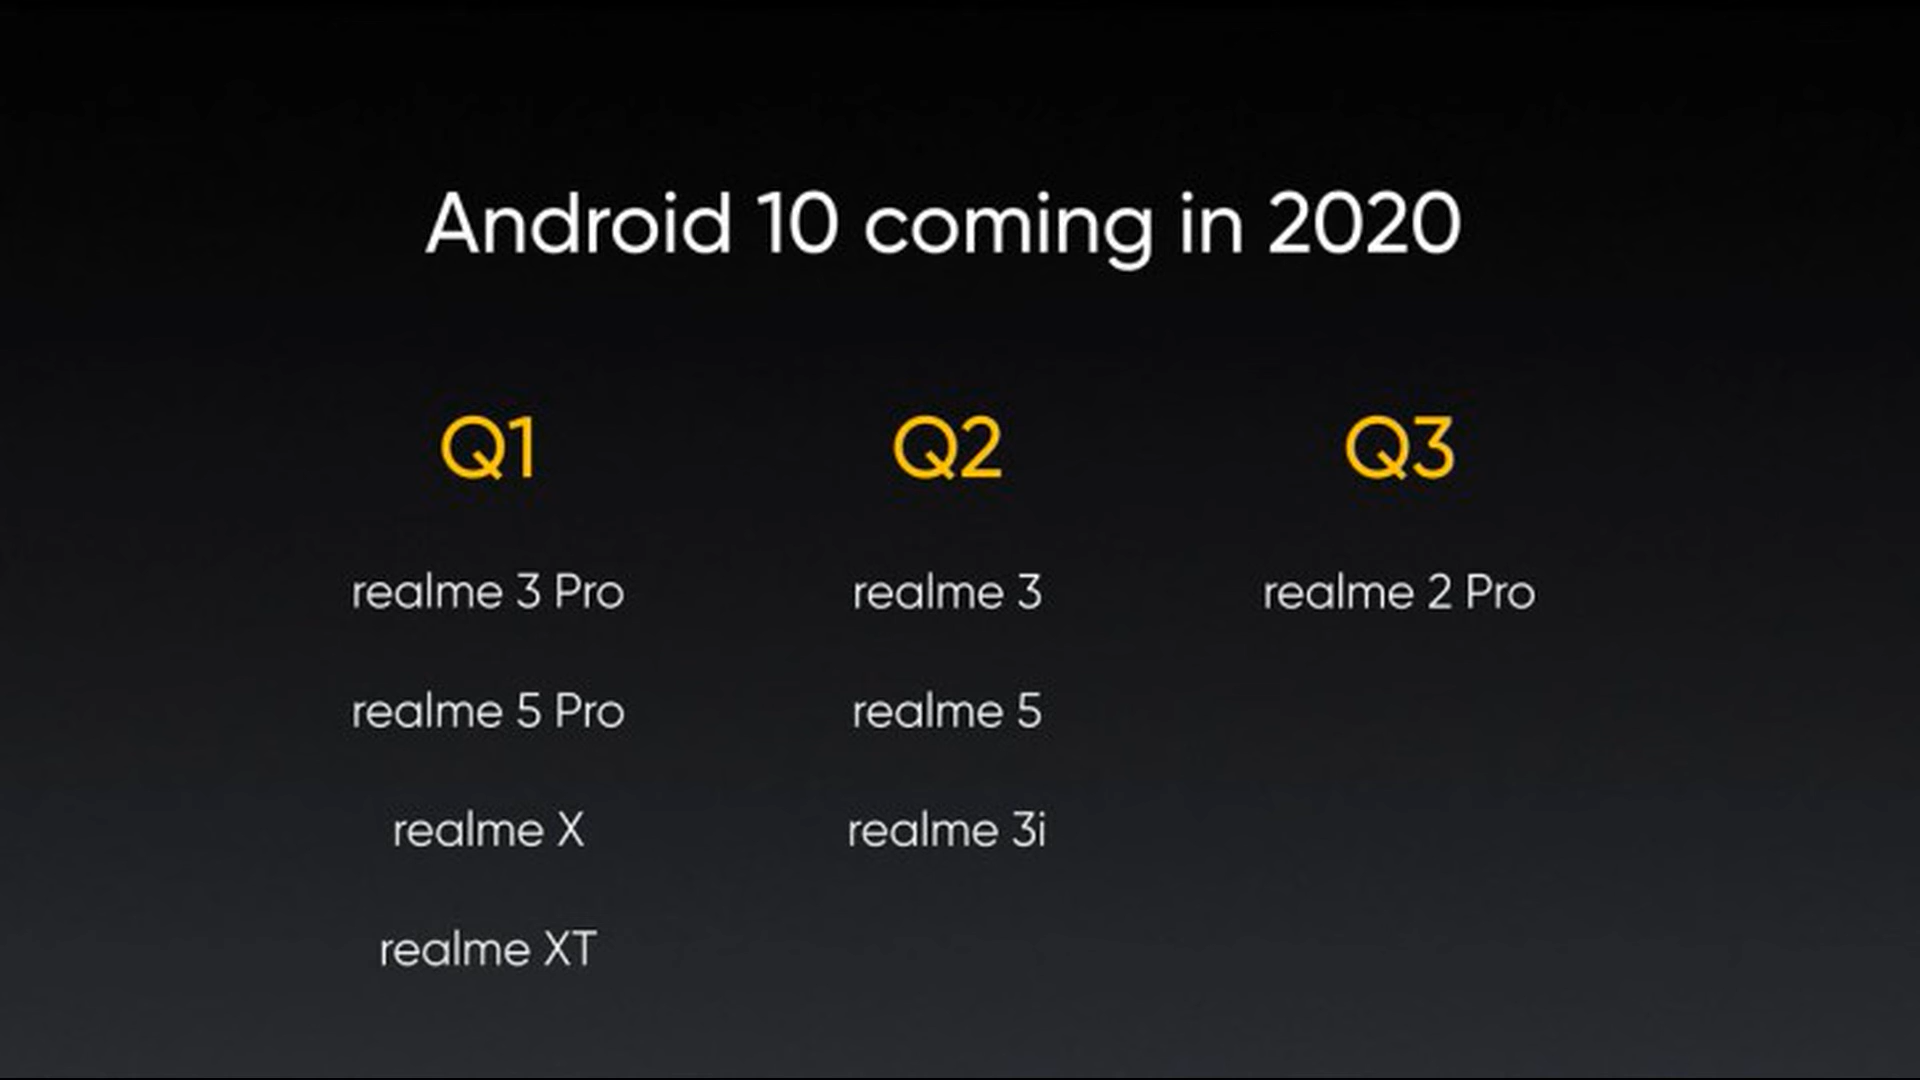 Android 10 coming in 2020
Q1 Q2 Q3
realme 3 Pro realme 3 realme 2 Pro
realme 5 Pro realme 5
realme X realme 3i
realme XT